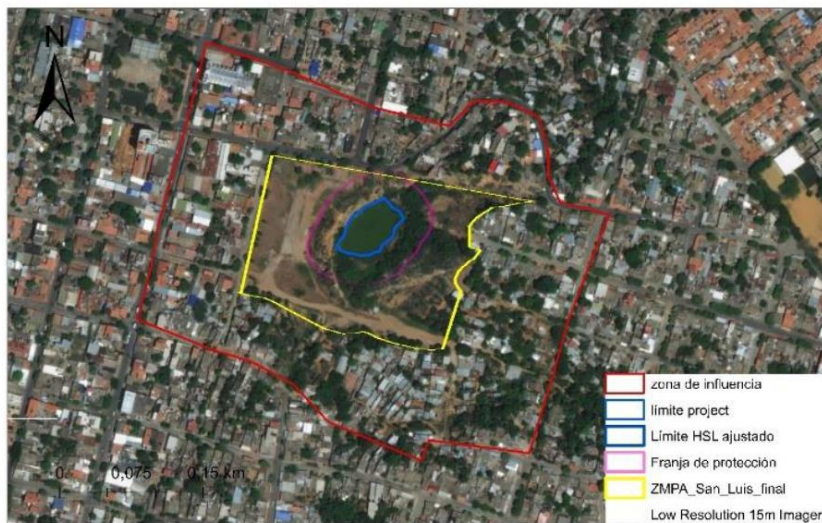 N
zona de influencia
límite project
Límite HSL ajustado
Franja de protección
ZMPA_San_Luis_final
Low Resolution 15m Imager
0 0,075 0,15 km